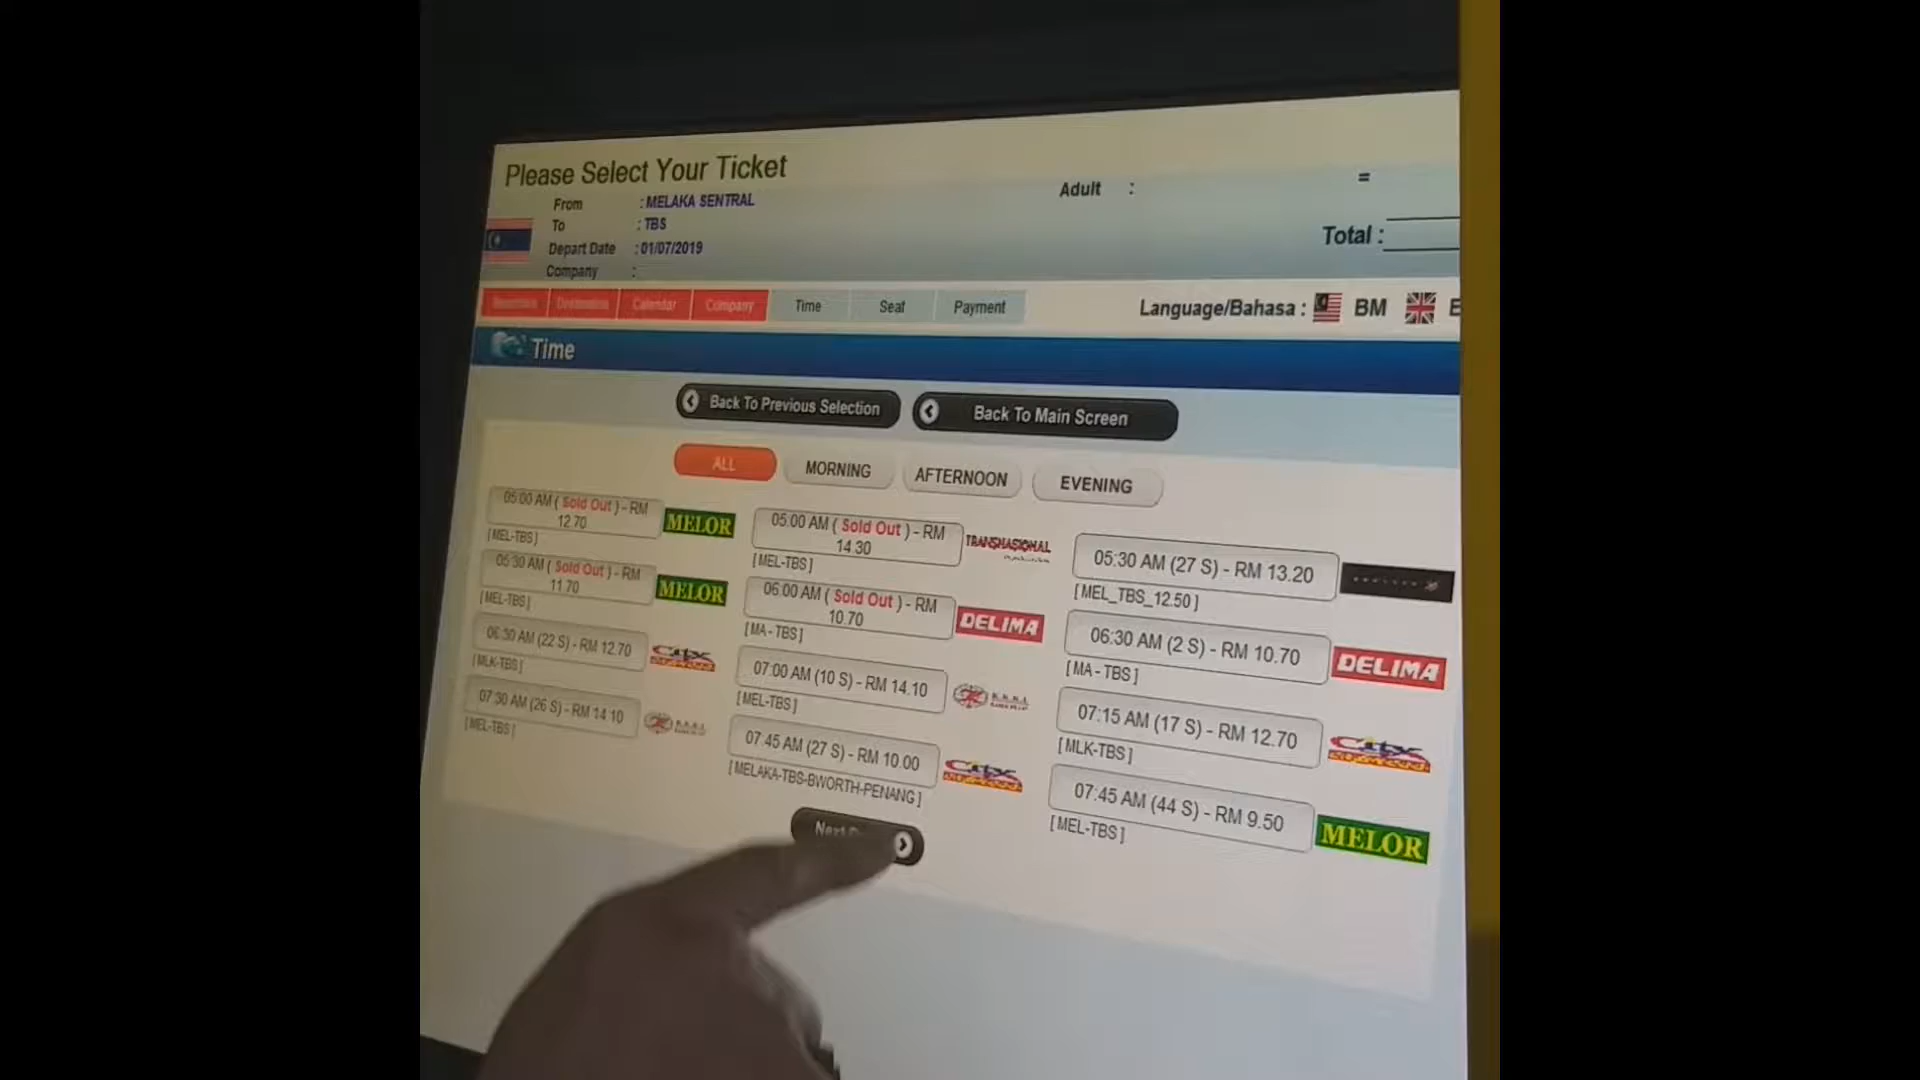 Please Select Your Ticket
From : MELAKA SENTRAL
To : TBS
Depart Date : 01/07/2019
Company :
Adult : =
Total :
Destination Calendar Company Time Seat Payment
Language/Bahasa : BM E
Time
Back To Previous Selection Back To Main Screen
ALL MORNING AFTERNOON EVENING
05:00 AM ( Sold Out ) - RM
12.70
MELOR
[MEL-TBS]
05:00 AM ( Sold Out ) - RM
14.30
TRANSNASIONAL
[MEL-TBS]
05:30 AM (27 S) - RM 13.20
[MEL_TBS_12.50]
05:30 AM ( Sold Out ) - RM
11.70
MELOR
[MEL-TBS]
06:00 AM ( Sold Out ) - RM
10.70
DELIMA
[MA - TBS]
06:30 AM (2 S) - RM 10.70
DELIMA
[MA - TBS]
06:30 AM (22 S) - RM 12.70
City
[MLK-TBS]
07:00 AM (10 S) - RM 14.10
[MEL-TBS]
07:15 AM (17 S) - RM 12.70
City
[MLK-TBS]
07:30 AM (26 S) - RM 14.10
[MEL-TBS]
07:45 AM (27 S) - RM 10.00
City
[MELAKA-TBS-BWORTH-PENANG]
07:45 AM (44 S) - RM 9.50
MELOR
[MEL-TBS]
Next